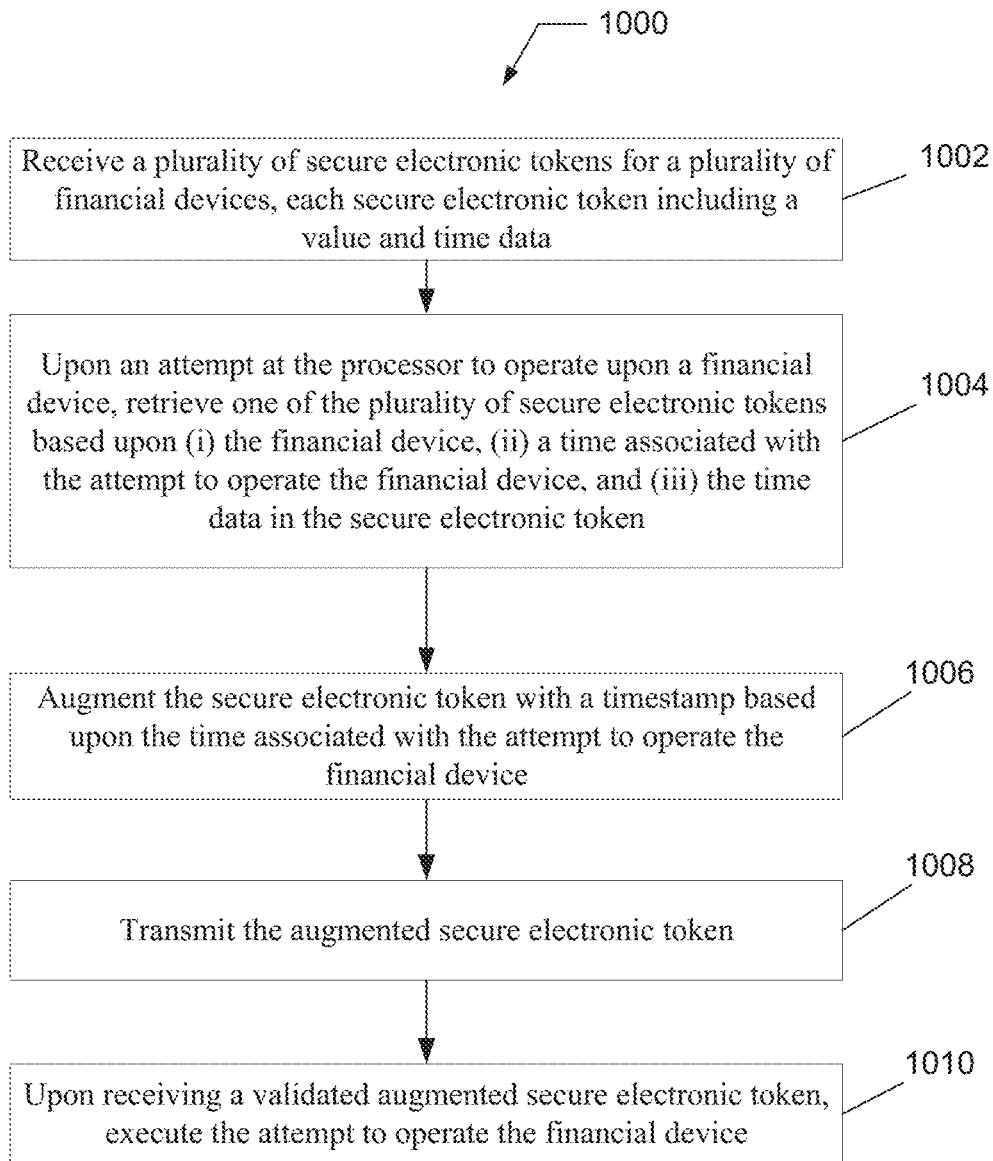 1000
Receive a plurality of secure electronic tokens for a plurality of
financial devices, each secure electronic token including a
value and time data
1002
Upon an attempt at the processor to operate upon a financial
device, retrieve one of the plurality of secure electronic tokens
based upon (i) the financial device, (ii) a time associated with
the attempt to operate the financial device, and (iii) the time
data in the secure electronic token
1004
Augment the secure electronic token with a timestamp based
upon the time associated with the attempt to operate the
financial device
1006
Transmit the augmented secure electronic token
1008
Upon receiving a validated augmented secure electronic token,
execute the attempt to operate the financial device
1010